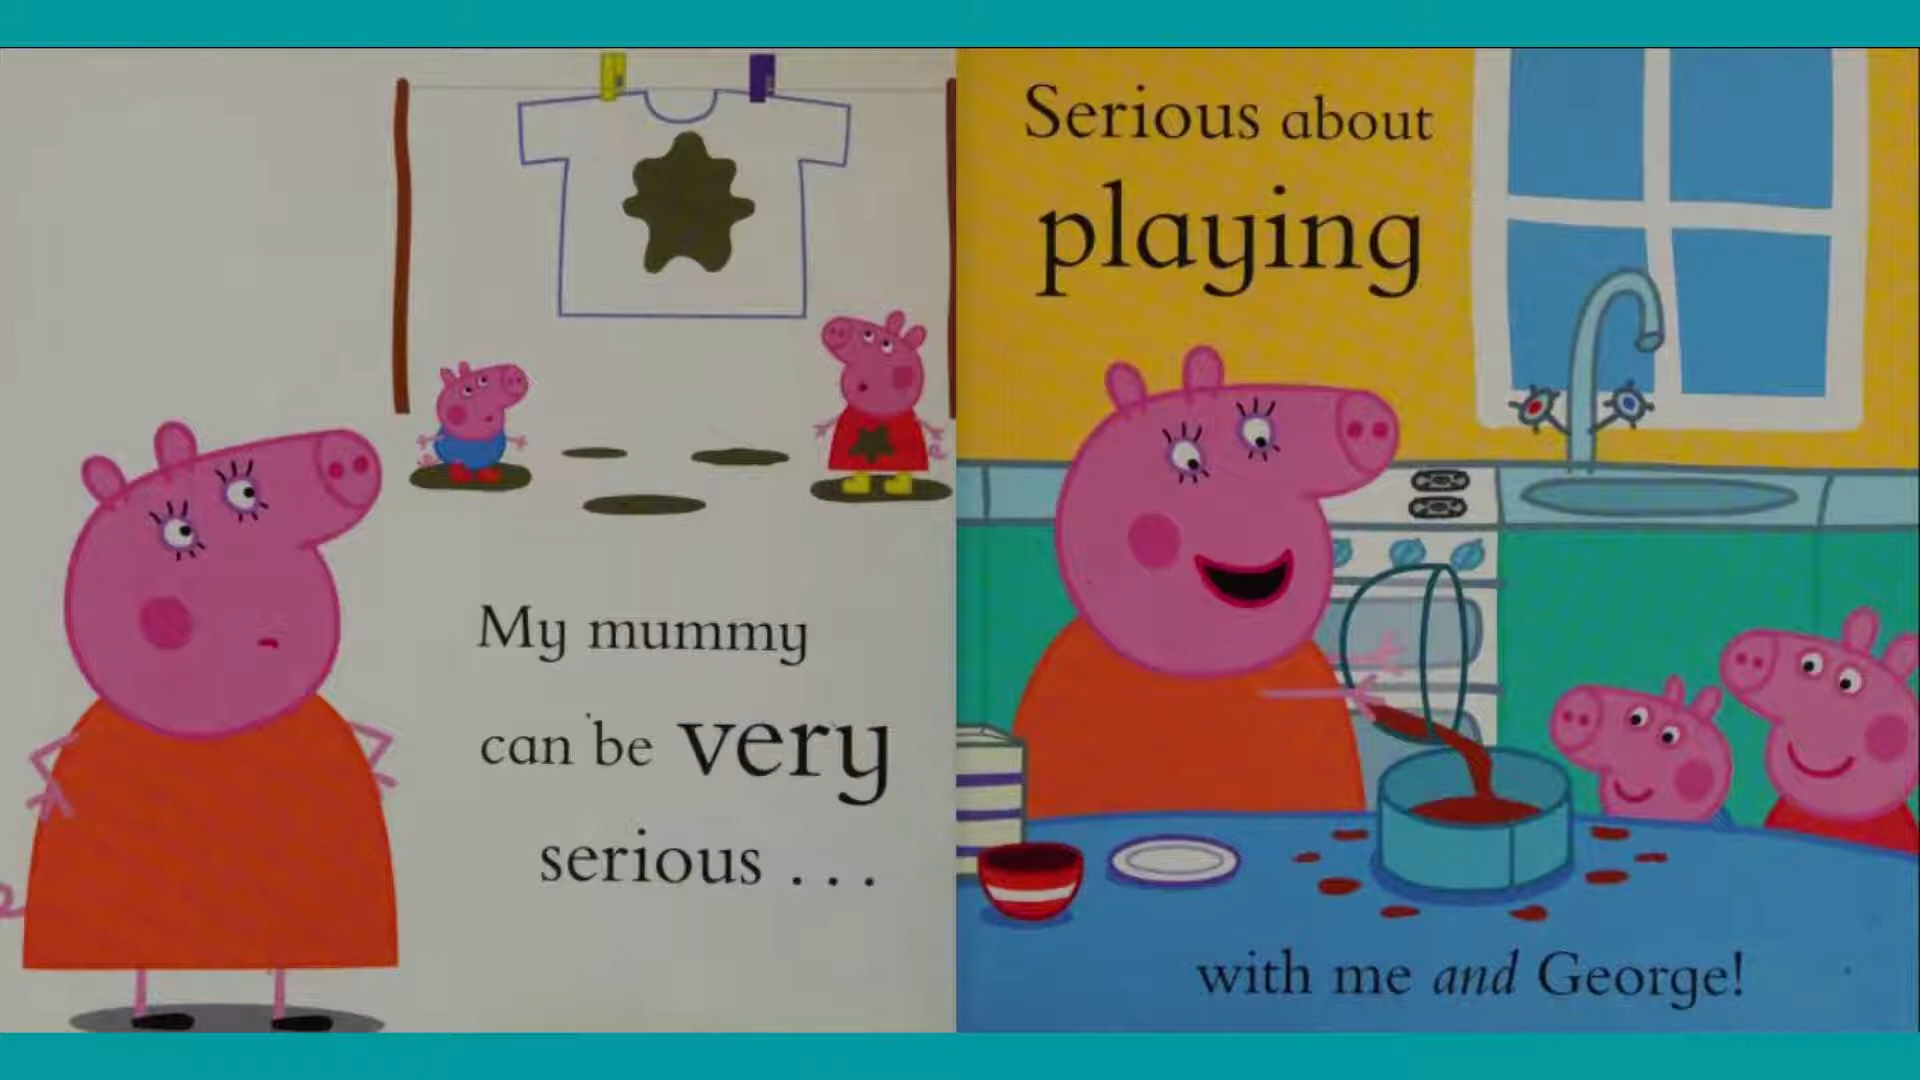 My mummy
can be very
serious . . .
Serious about
playing
with me and George!